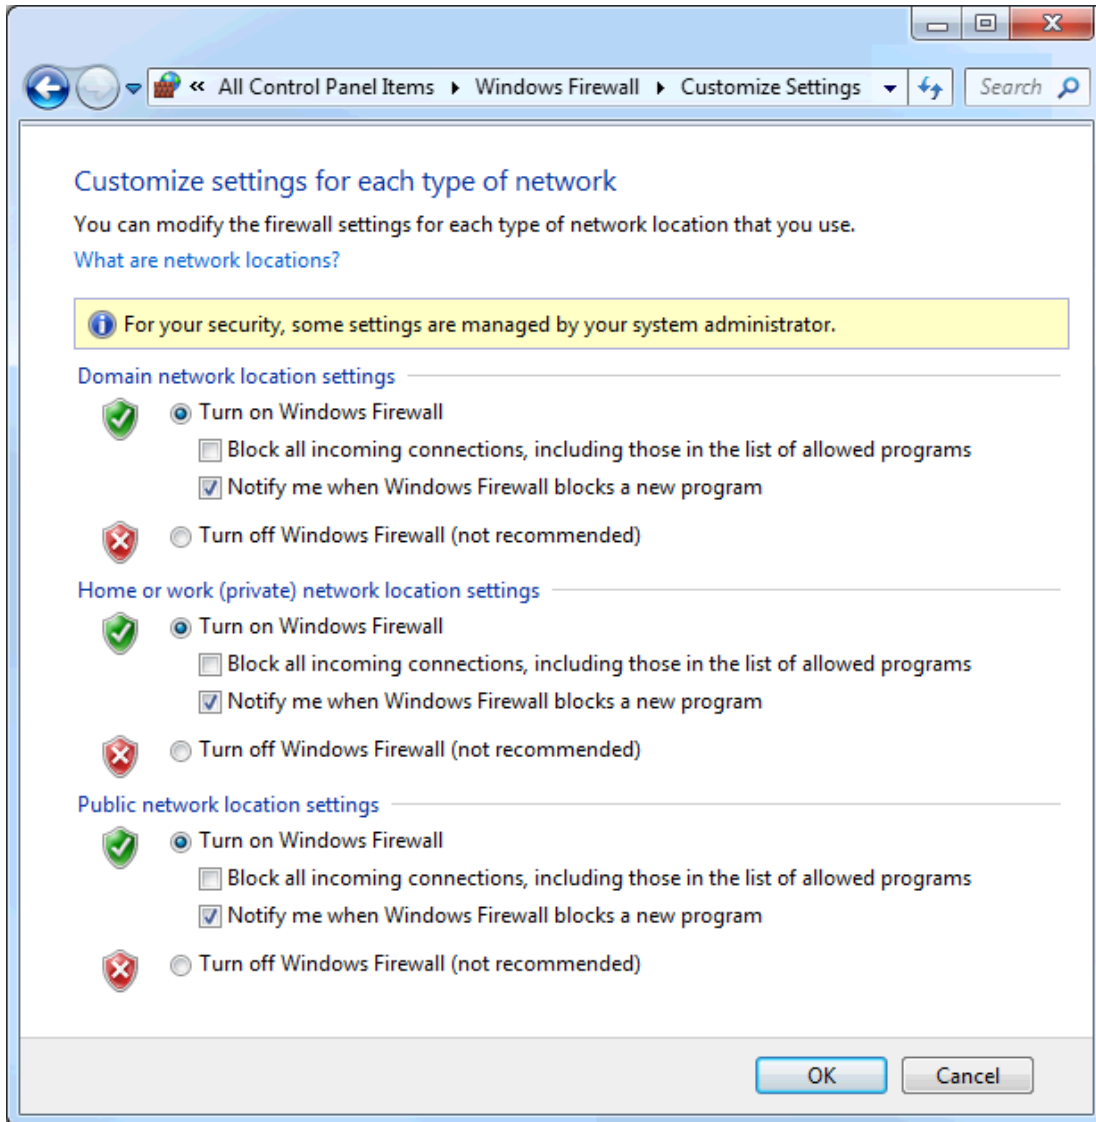 « All Control Panel Items ▸ Windows Firewall ▸ Customize Settings Search
Customize settings for each type of network
You can modify the firewall settings for each type of network location that you use.
What are network locations?
For your security, some settings are managed by your system administrator.
Domain network location settings
Turn on Windows Firewall
Block all incoming connections, including those in the list of allowed programs
Notify me when Windows Firewall blocks a new program
Turn off Windows Firewall (not recommended)
Home or work (private) network location settings
Turn on Windows Firewall
Block all incoming connections, including those in the list of allowed programs
Notify me when Windows Firewall blocks a new program
Turn off Windows Firewall (not recommended)
Public network location settings
Turn on Windows Firewall
Block all incoming connections, including those in the list of allowed programs
Notify me when Windows Firewall blocks a new program
Turn off Windows Firewall (not recommended)
OK Cancel